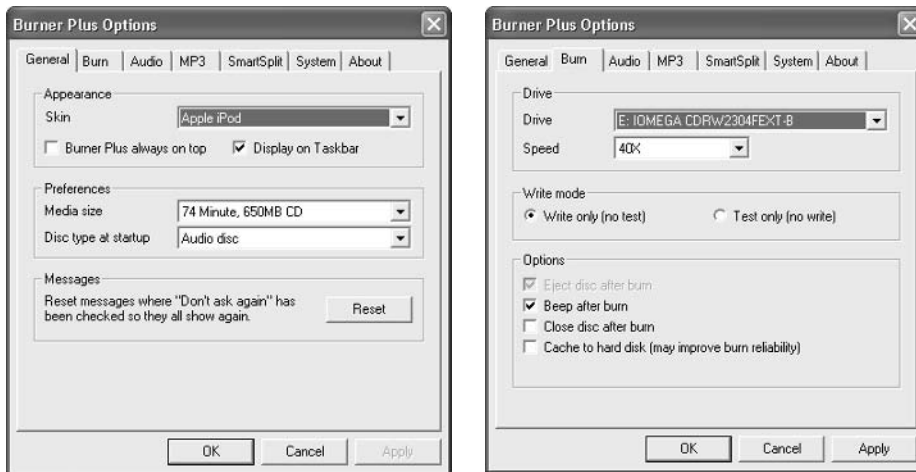 Burner Plus Options
General Burn Audio MP3 SmartSplit System About
Appearance
Skin Apple iPod
Burner Plus always on top Display on Taskbar
Preferences
Media size 74 Minute, 650MB CD
Disc type at startup Audio disc
Messages
Reset messages where "Don't ask again" has
been checked so they all show again.
Reset
OK Cancel Apply
Burner Plus Options
General Burn Audio MP3 SmartSplit System About
Drive
Drive E: IOMEGA CDRW2304FEXT-B
Speed 40X
Write mode
Write only (no test) Test only (no write)
Options
Eject disc after burn
Beep after burn
Close disc after burn
Cache to hard disk (may improve burn reliability)
OK Cancel Apply